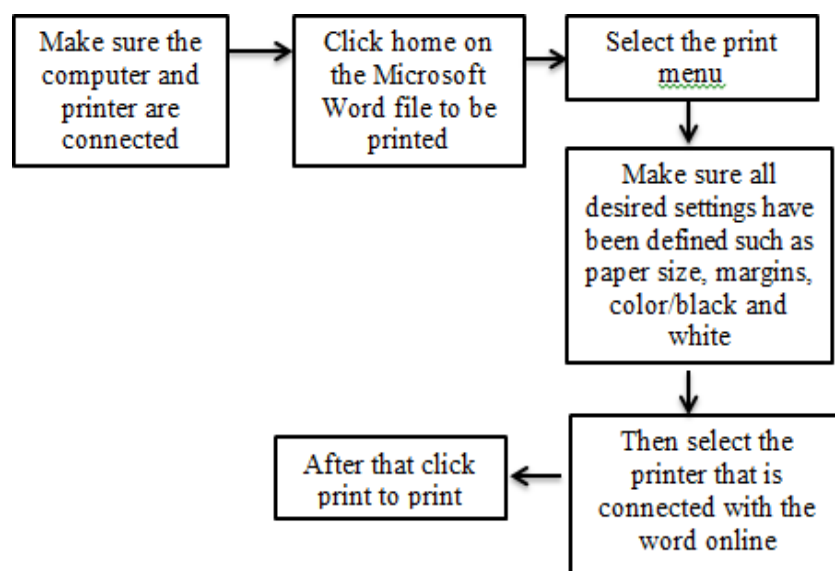 Make sure the
computer and
printer are
connected
Click home on
the Microsoft
Word file to be
printed
Select the print
menu
Make sure all
desired settings have
been defined such as
paper size, margins,
color/black and
white
Then select the
printer that is
connected with the
word online
After that click
print to print